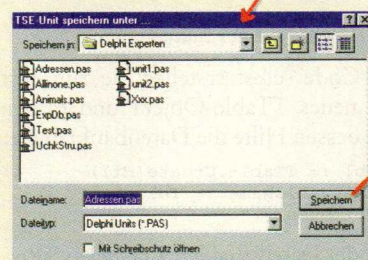 TSE-Unit speichern unter ...
Speichern in: Delphi Experten
Adressen.pas
Allinone.pas
Animals.pas
ExpDb.pas
Test.pas
UchkStru.pas
unit1.pas
unit2.pas
Xxx.pas
Dateiname: Adressen.pas
Speichern
Dateityp: Delphi Units (*.PAS)
Abbrechen
Mit Schreibschutz öffnen